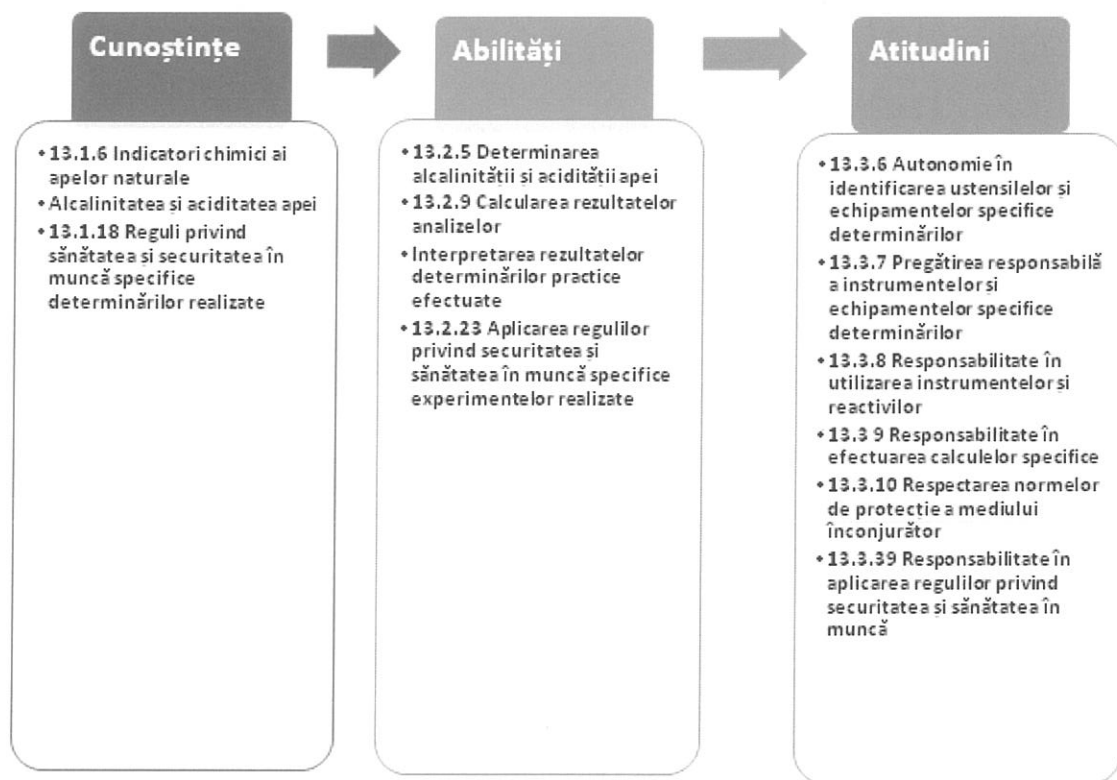 Cunoștințe
• 13.1.6 Indicatori chimici ai
apelor naturale
• Alcalinitatea și aciditatea apei
• 13.1.18 Reguli privind
sănătatea și securitatea în
muncă specifice
determinărilor realizate
Abilități
• 13.2.5 Determinarea
alcalinității și acidității apei
• 13.2.9 Calcularea rezultatelor
analizelor
• Interpretarea rezultatelor
determinărilor practice
efectuate
• 13.2.23 Aplicarea regulilor
privind securitatea și
sănătatea în muncă specifice
experimentelor realizate
Atitudini
• 13.3.6 Autonomie în
identificarea ustensilelor și
echipamentelor specifice
determinărilor
• 13.3.7 Pregătirea responsabilă
a instrumentelor și
echipamentelor specifice
determinărilor
• 13.3.8 Responsabilitate în
utilizarea instrumentelor și
reactivilor
• 13.3 9 Responsabilitate în
efectuarea calculelor specifice
• 13.3.10 Respectarea normelor
de protecție a mediului
înconjurător
• 13.3.39 Responsabilitate în
aplicarea regulilor privind
securitatea și sănătatea în
muncă